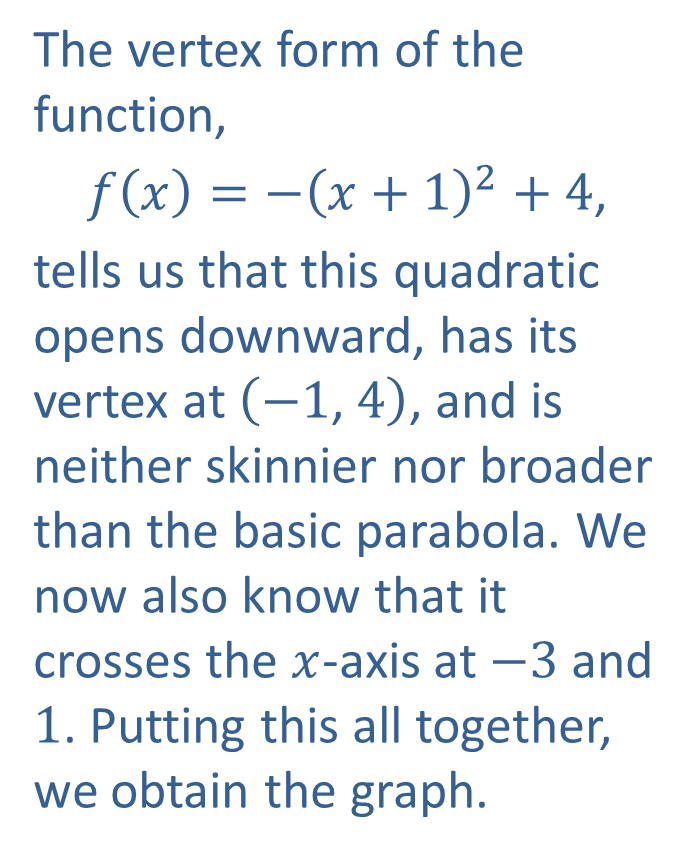 The vertex form of the
function,
f(x) = −(x + 1)² + 4,
tells us that this quadratic
opens downward, has its
vertex at (−1, 4), and is
neither skinnier nor broader
than the basic parabola. We
now also know that it
crosses the x-axis at −3 and
1. Putting this all together,
we obtain the graph.